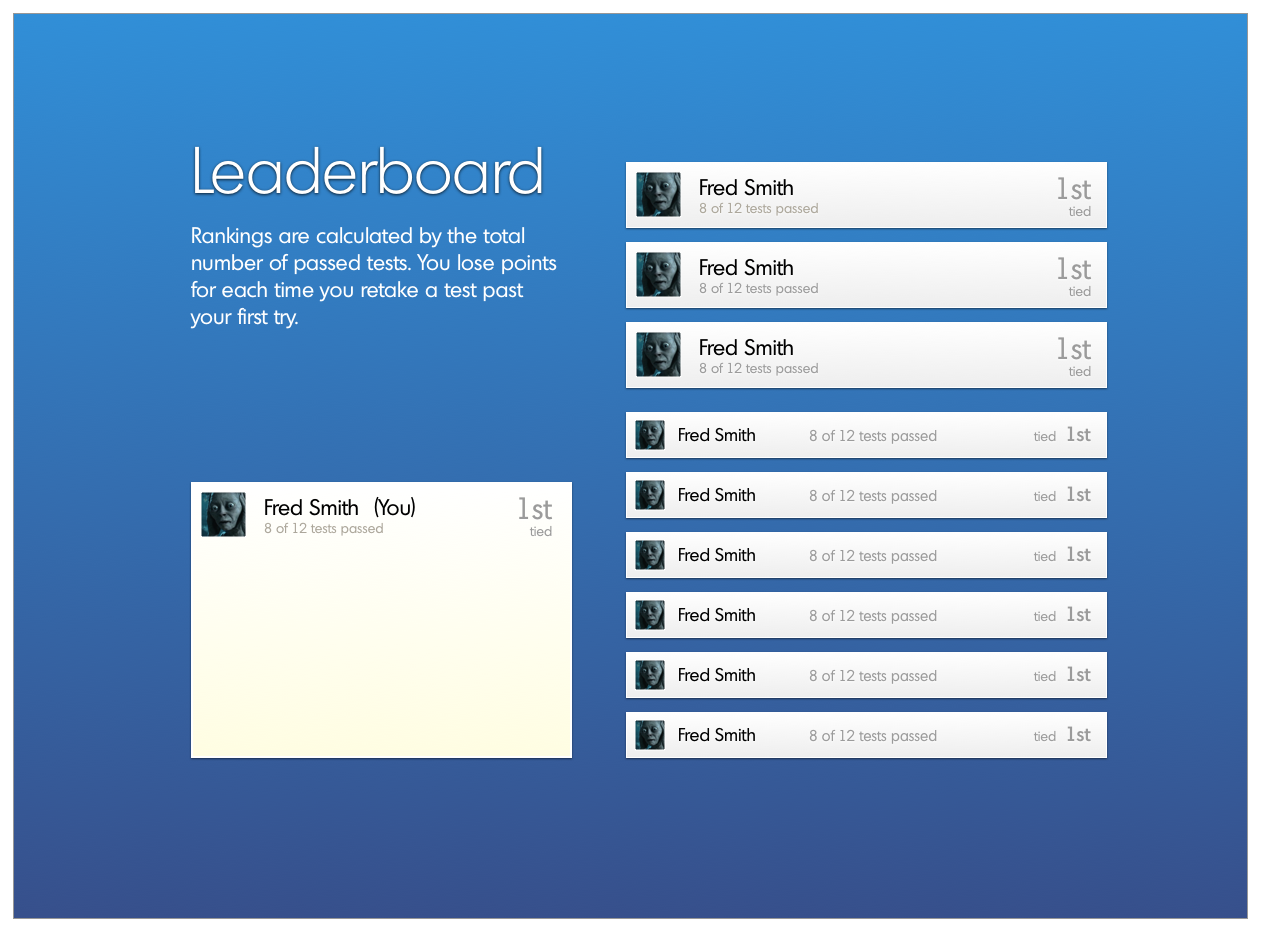 Leaderboard
Rankings are calculated by the total
number of passed tests. You lose points
for each time you retake a test past
your first try.
Fred Smith (You)
8 of 12 tests passed
1st
tied
Fred Smith
8 of 12 tests passed
1st
tied
Fred Smith
8 of 12 tests passed
1st
tied
Fred Smith
8 of 12 tests passed
1st
tied
Fred Smith 8 of 12 tests passed tied 1st
Fred Smith 8 of 12 tests passed tied 1st
Fred Smith 8 of 12 tests passed tied 1st
Fred Smith 8 of 12 tests passed tied 1st
Fred Smith 8 of 12 tests passed tied 1st
Fred Smith 8 of 12 tests passed tied 1st